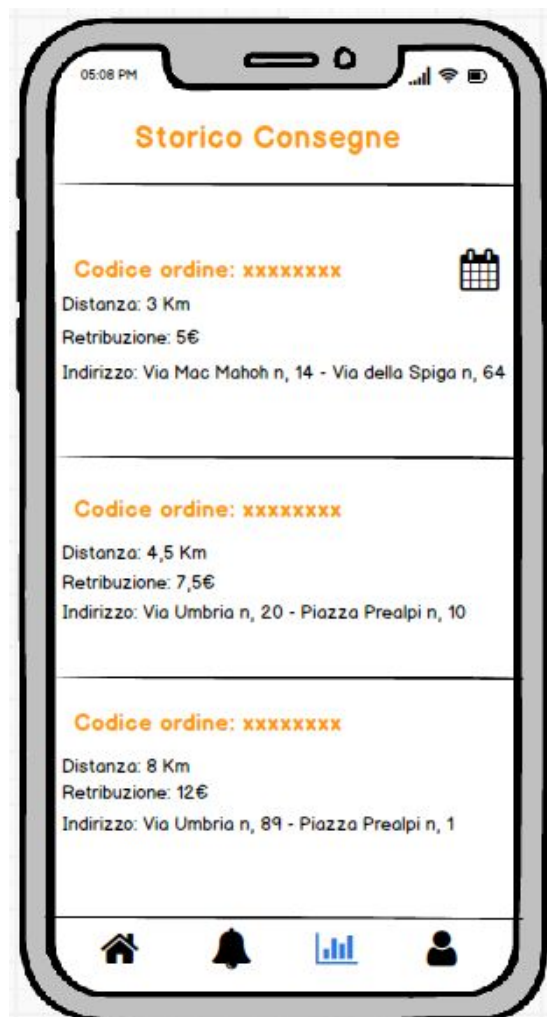 05:08 PM
Storico Consegne
Codice ordine: xxxxxxxx
Distanza: 3 Km
Retribuzione: 5€
Indirizzo: Via Mac Mahoh n, 14 - Via della Spiga n, 64
Codice ordine: xxxxxxxx
Distanza: 4,5 Km
Retribuzione: 7,5€
Indirizzo: Via Umbria n, 20 - Piazza Prealpi n, 10
Codice ordine: xxxxxxxx
Distanza: 8 Km
Retribuzione: 12€
Indirizzo: Via Umbria n, 89 - Piazza Prealpi n, 1